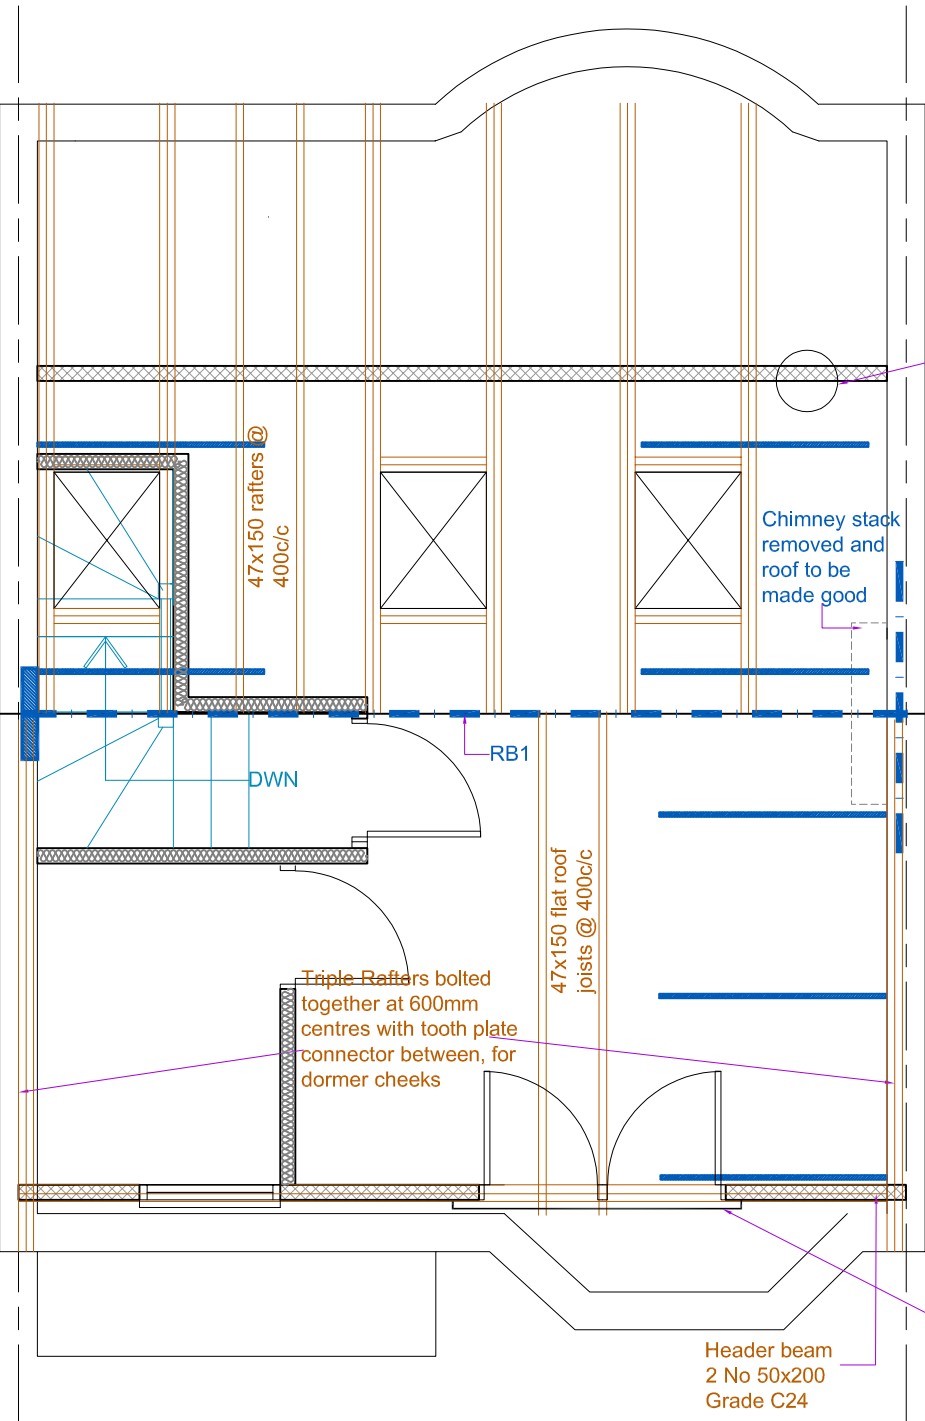 47x150 rafters @
400c/c
Chimney stack
removed and
roof to be
made good
RB1
DWN
47x150 flat roof
joists @ 400c/c
Triple Rafters bolted
together at 600mm
centres with tooth plate
connector between, for
dormer cheeks
Header beam
2 No 50x200
Grade C24